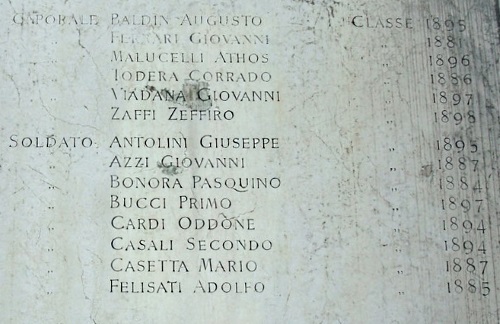 CAPORALE BALDIN AUGUSTO CLASSE 1895
FERRARI GIOVANNI „ 1881
MALUCELLI ATHOS „ 1896
TODERA CORRADO „ 1886
VIADANA GIOVANNI „ 1897
ZAFFI ZEFFIRO „ 1898
SOLDATO ANTOLINI GIUSEPPE „ 1895
„ AZZI GIOVANNI „ 1887
„ BONORA PASQUINO „ 1884
„ BUCCI PRIMO „ 1897
„ CARDI ODDONE „ 1894
„ CASALI SECONDO „ 1894
„ CASETTA MARIO „ 1887
„ FELISATI ADOLFO „ 1885